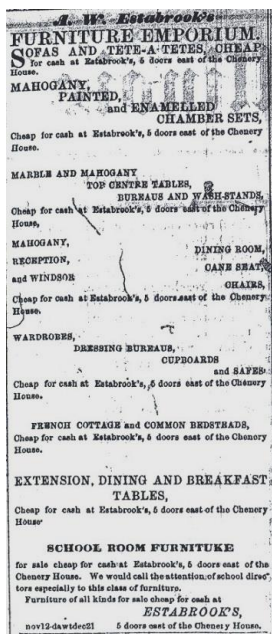 A. W. Estabrook's
FURNITURE EMPORIUM.
SOFAS AND TETE-A-TETES, CHEAP
for cash at Estabrook's, 5 doors east of the Chenery
House.
MAHOGANY,
PAINTED,
and ENAMELLED
CHAMBER SETS,
Cheap for cash at Estabrook's, 5 doors east of the Chenery
House.
MARBLE AND MAHOGANY
TOP CENTRE TABLES,
BUREAUS AND WASH-STANDS,
Cheap for cash at Estabrook's, 5 doors east of the Chenery
House,
MAHOGANY,
DINING ROOM,
RECEPTION,
CANE SEAT,
and WINDSOR
CHAIRS,
Cheap for cash at Estabrook's, 5 doors east of the Chenery
House.
WARDROBES,
DRESSING BUREAUS,
CUPBOARDS
and SAFES
Cheap for cash at Estabrook's, 5 doors east of the Chenery
House.
FRENCH COTTAGE and COMMON BEDSTEADS,
Cheap for cash at Estabrook's, 5 doors east of the Chenery
House.
EXTENSION, DINING AND BREAKFAST
TABLES,
Cheap for cash at Estabrook's, 5 doors east of the Chenery
House
SCHOOL ROOM FURNITURE
for sale cheap for cash at Estabrook's, 5 doors east of the
Chenery House. We would call the attention of school direc-
tors especially to this class of furniture.
Furniture of all kinds for sale cheap for cash at
ESTABROOK'S,
nov12-dawtdec21 5 doors east of the Chenery House.